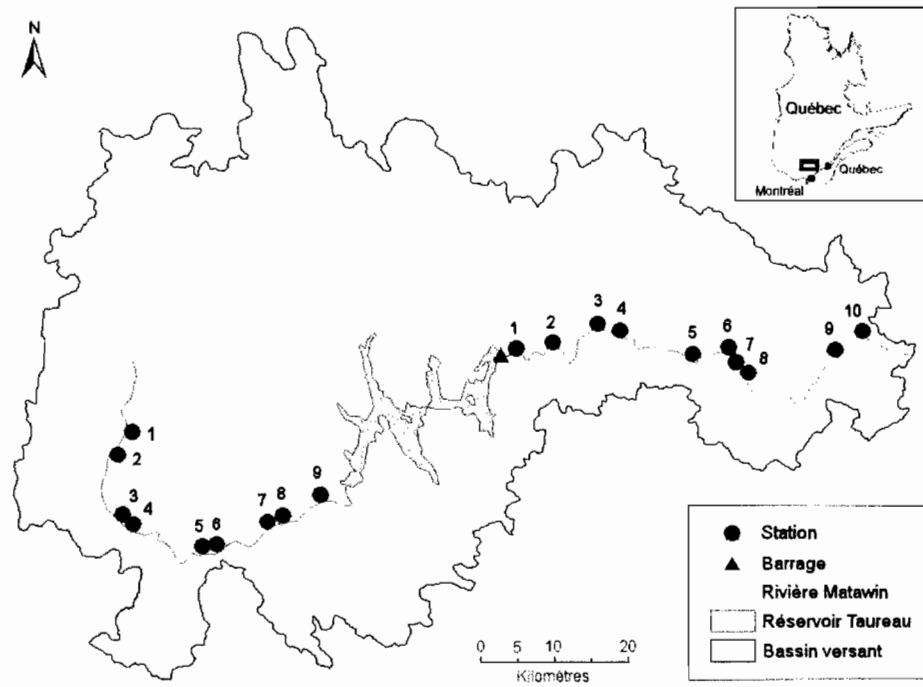 N
Québec
Québec
Montréal
1
2
3
4
5
6
7
8
9
10
1
2
3
4
5
6
7
8
9
Station
Barrage
Rivière Matawin
Réservoir Taureau
Bassin versant
0 5 10 20
Kilomètres